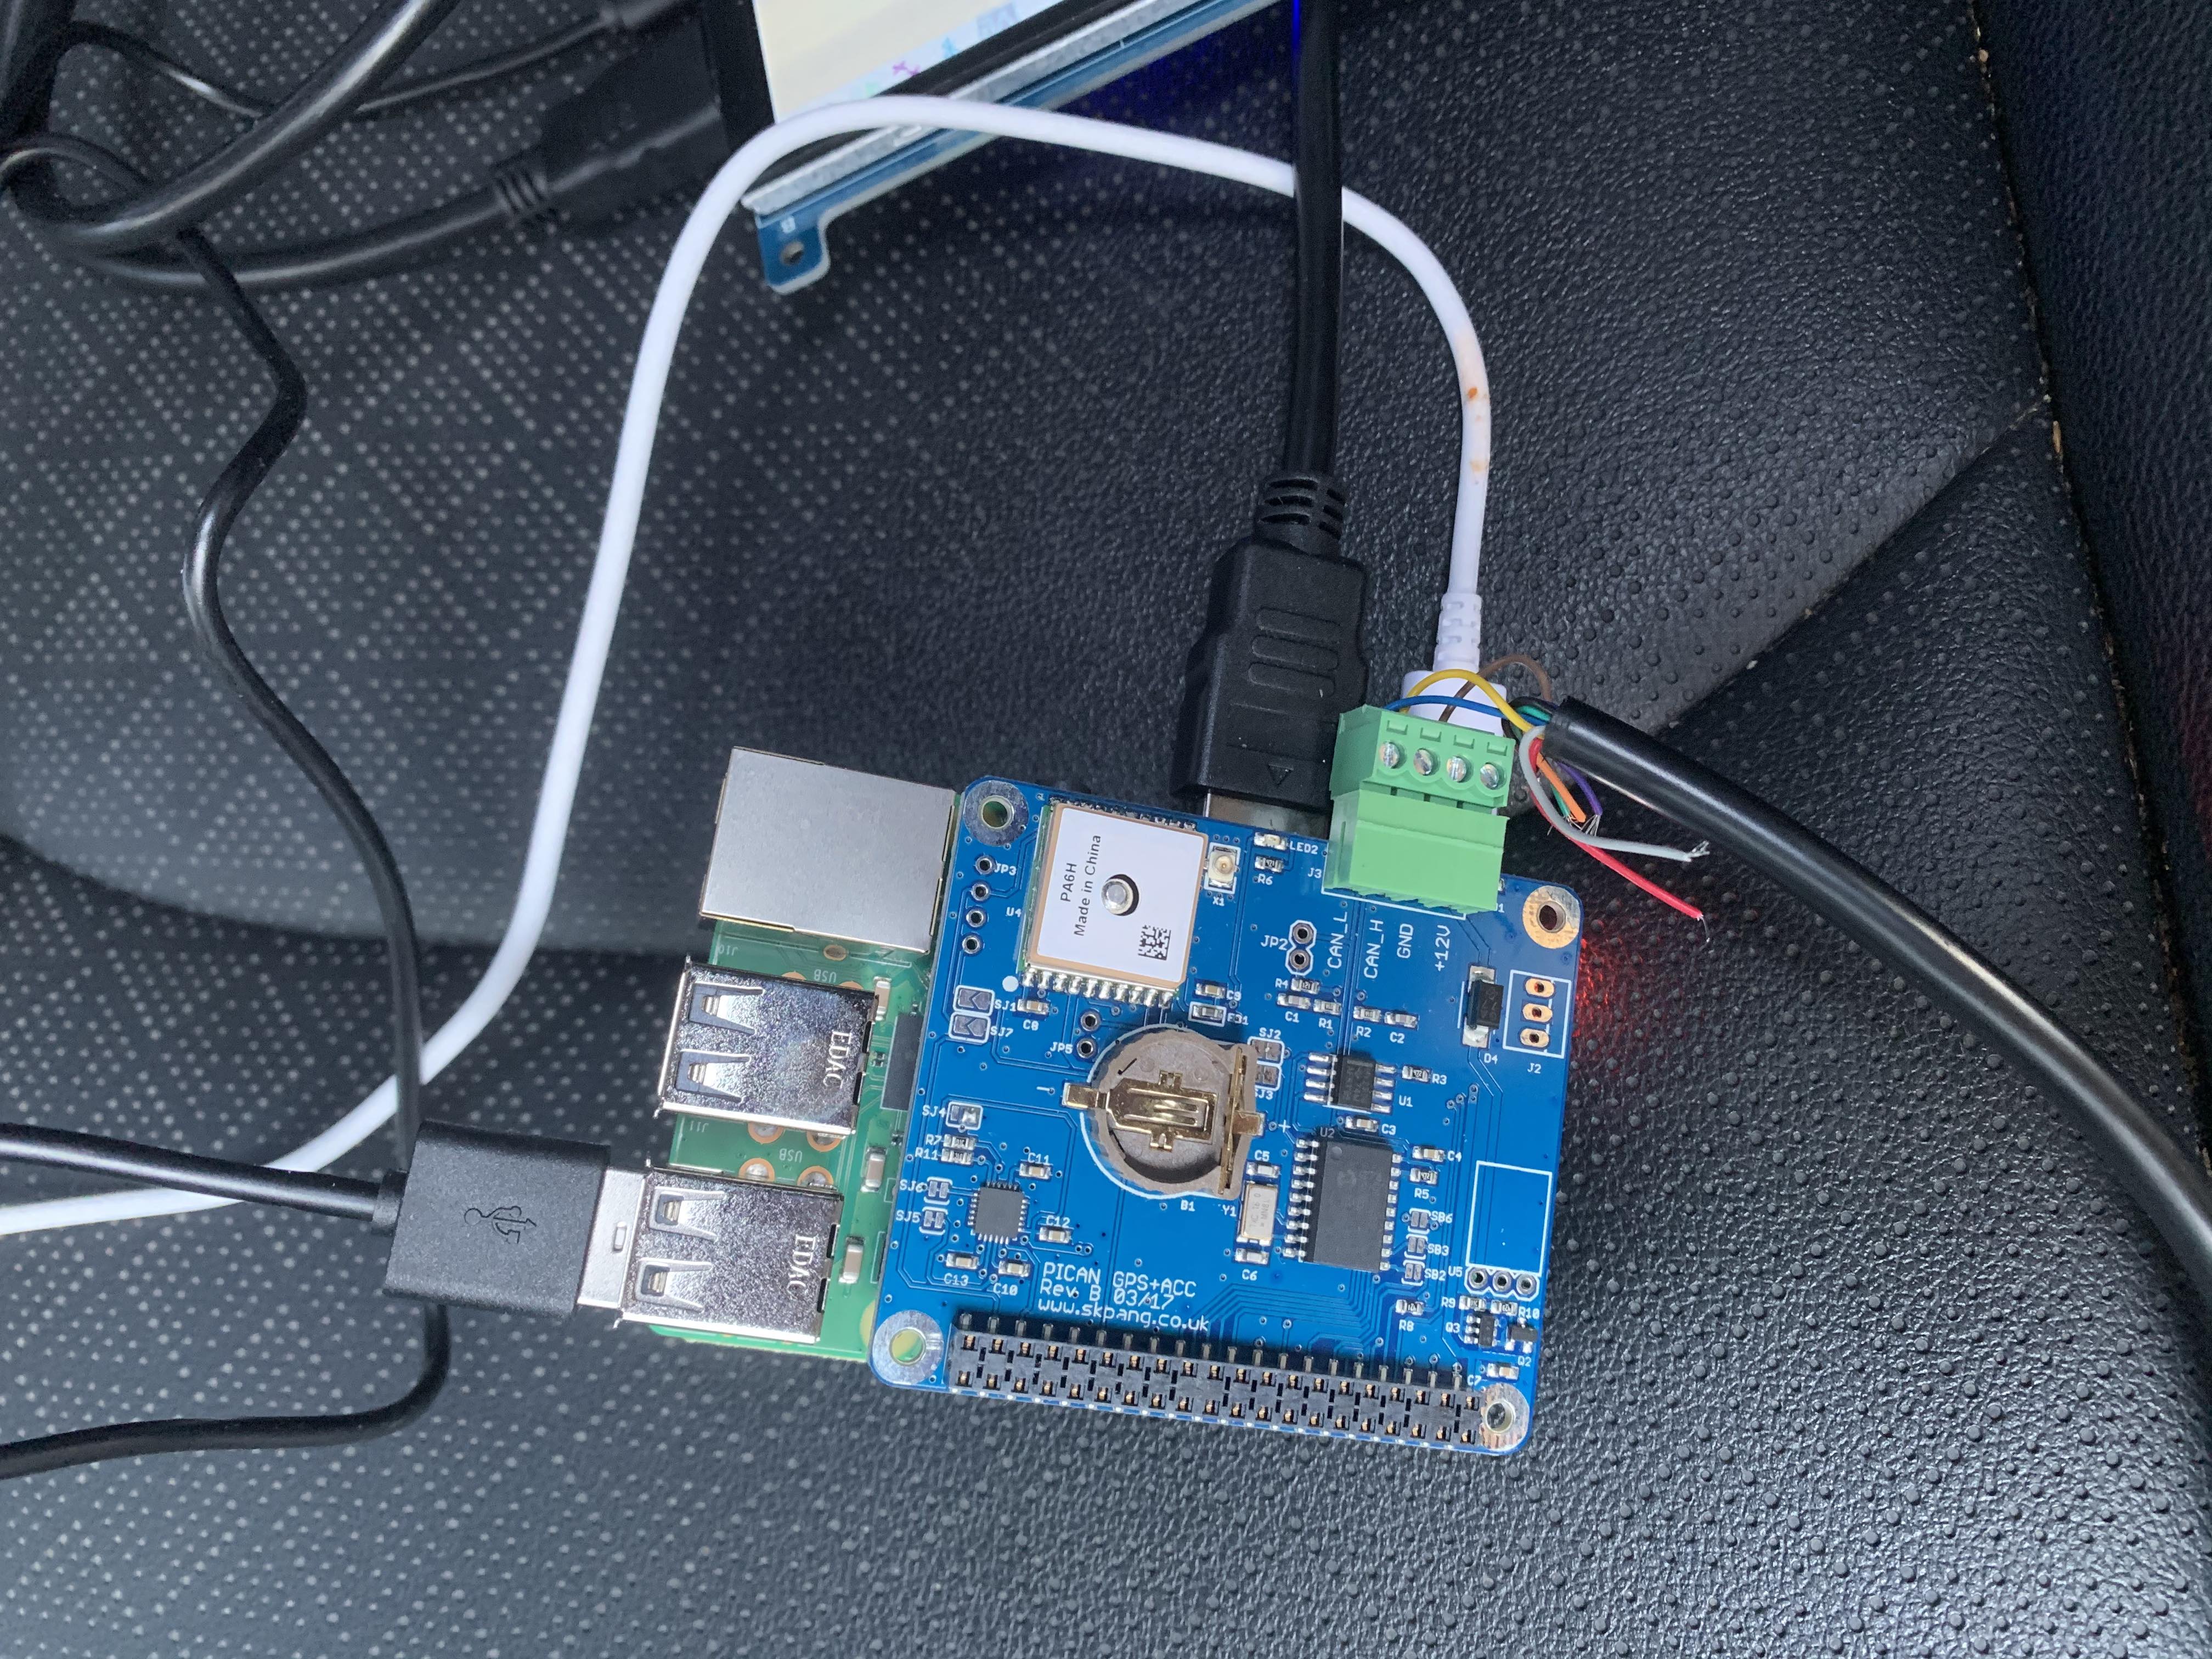 B
PA6H
Made in China
JP3
U4
X1
LED2
R6
J3
JP2
CAN_L
CAN_H
GND
+12V
R4
C1
R1
R2
C2
D4
J2
SJ1
SJ7
C8
C9
JP5
SJ2
SJ3
R3
U1
C3
U2
+
-
B1
C5
Y1
C6
C4
R5
SB6
SB3
SB2
U5
R9
R10
Q3
Q2
R8
C7
SJ4
R7
R11
SJ6
SJ5
C11
C12
C13
C10
PICAN GPS+ACC
Rev B 03/17
www.skpang.co.uk
EDAC
EDAC
USB
J11
USB